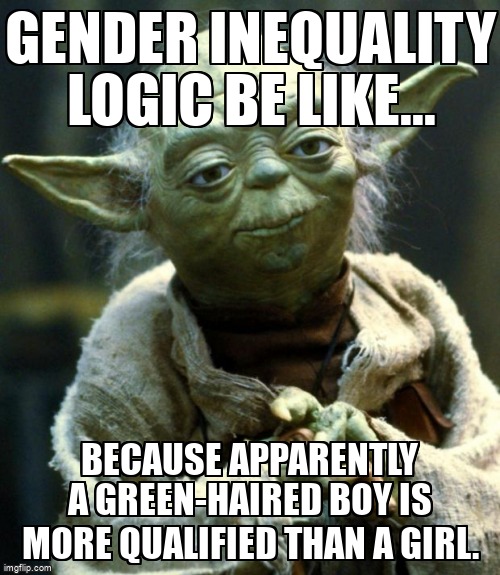 GENDER INEQUALITY
LOGIC BE LIKE...
BECAUSE APPARENTLY
A GREEN-HAIRED BOY IS
MORE QUALIFIED THAN A GIRL.
imgflip.com